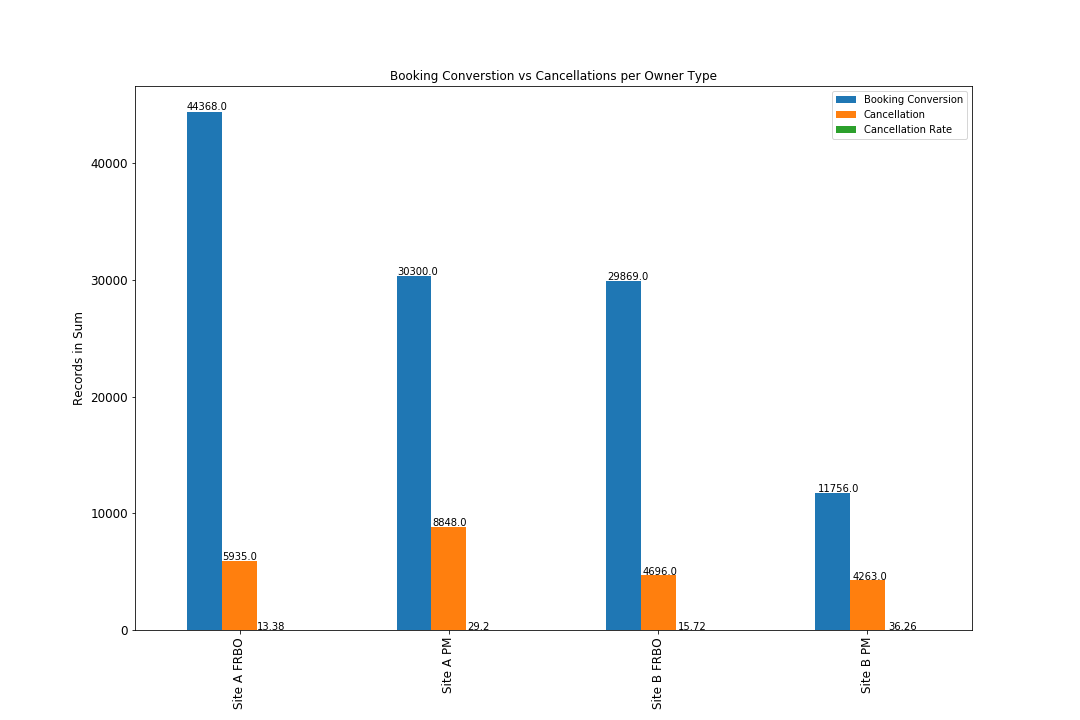 Booking Converstion vs Cancellations per Owner Type
Booking Conversion
Cancellation
Cancellation Rate
Records in Sum
40000
30000
20000
10000
0
44368.0
5935.0
13.38
30300.0
8848.0
29.2
29869.0
4696.0
15.72
11756.0
4263.0
36.26
Site A FRBO
Site A PM
Site B FRBO
Site B PM